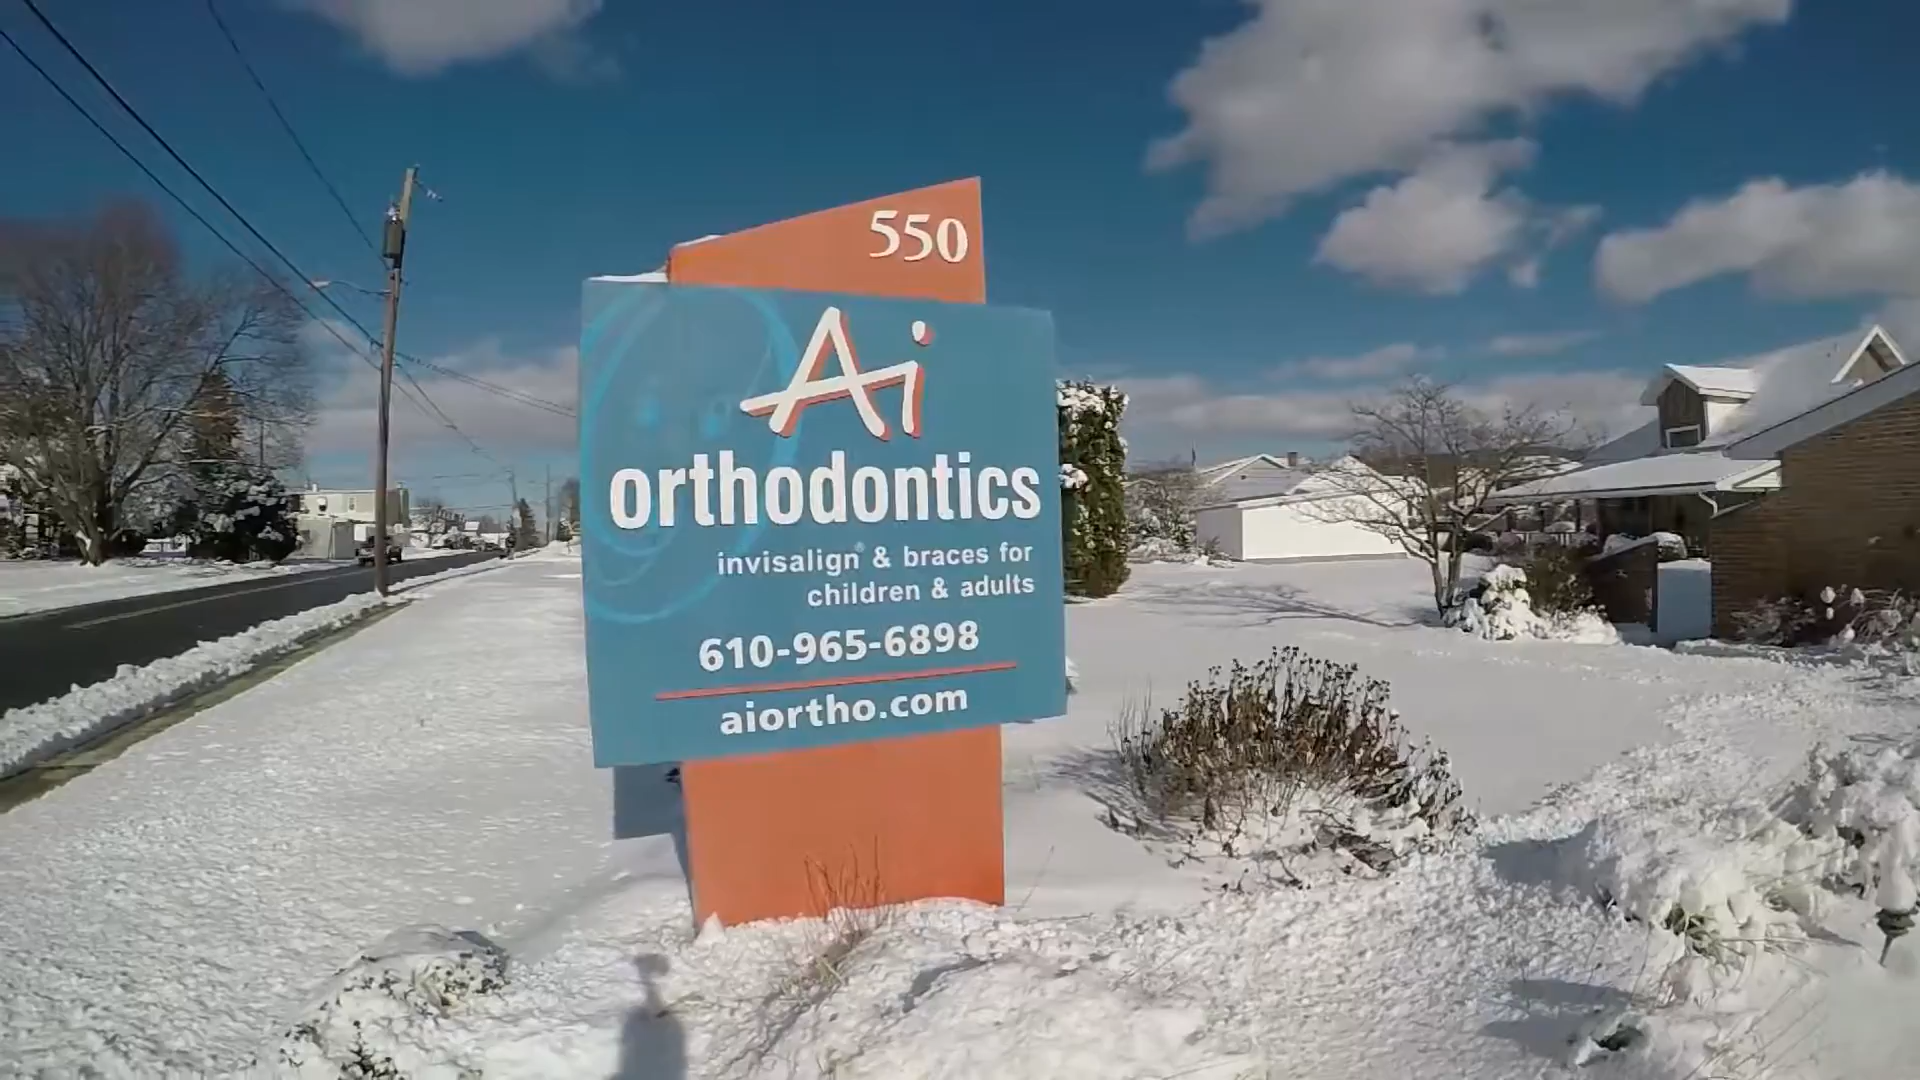 550
Ai
orthodontics
invisalign® & braces for
children & adults
610-965-6898
aiortho.com